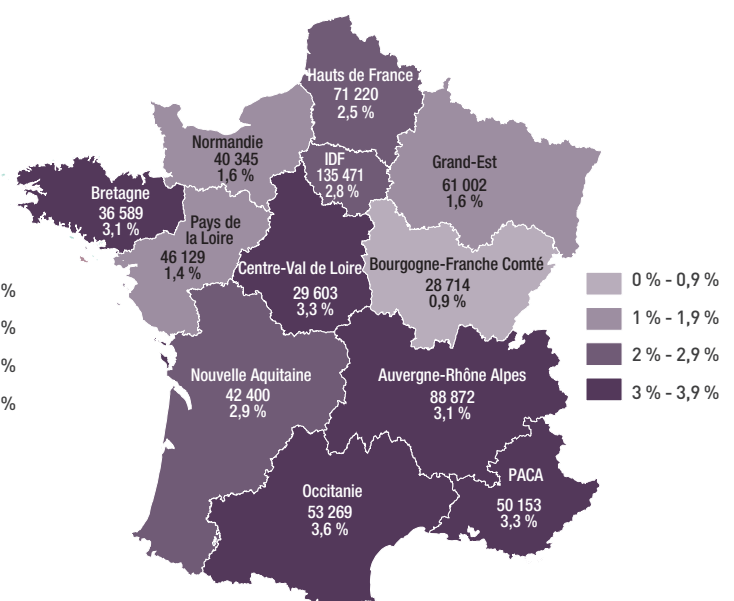 Hauts de France
71 220
2,5 %
Normandie
40 345
1,6 %
IDF
135 471
2,8 %
Grand-Est
61 002
1,6 %
Bretagne
36 589
3,1 %
Pays de
la Loire
46 129
1,4 %
Centre-Val de Loire
29 603
3,3 %
Bourgogne-Franche Comté
28 714
0,9 %
Nouvelle Aquitaine
42 400
2,9 %
Auvergne-Rhône Alpes
88 872
3,1 %
Occitanie
53 269
3,6 %
PACA
50 153
3,3 %
%
%
%
%
0 % - 0,9 %
1 % - 1,9 %
2 % - 2,9 %
3 % - 3,9 %